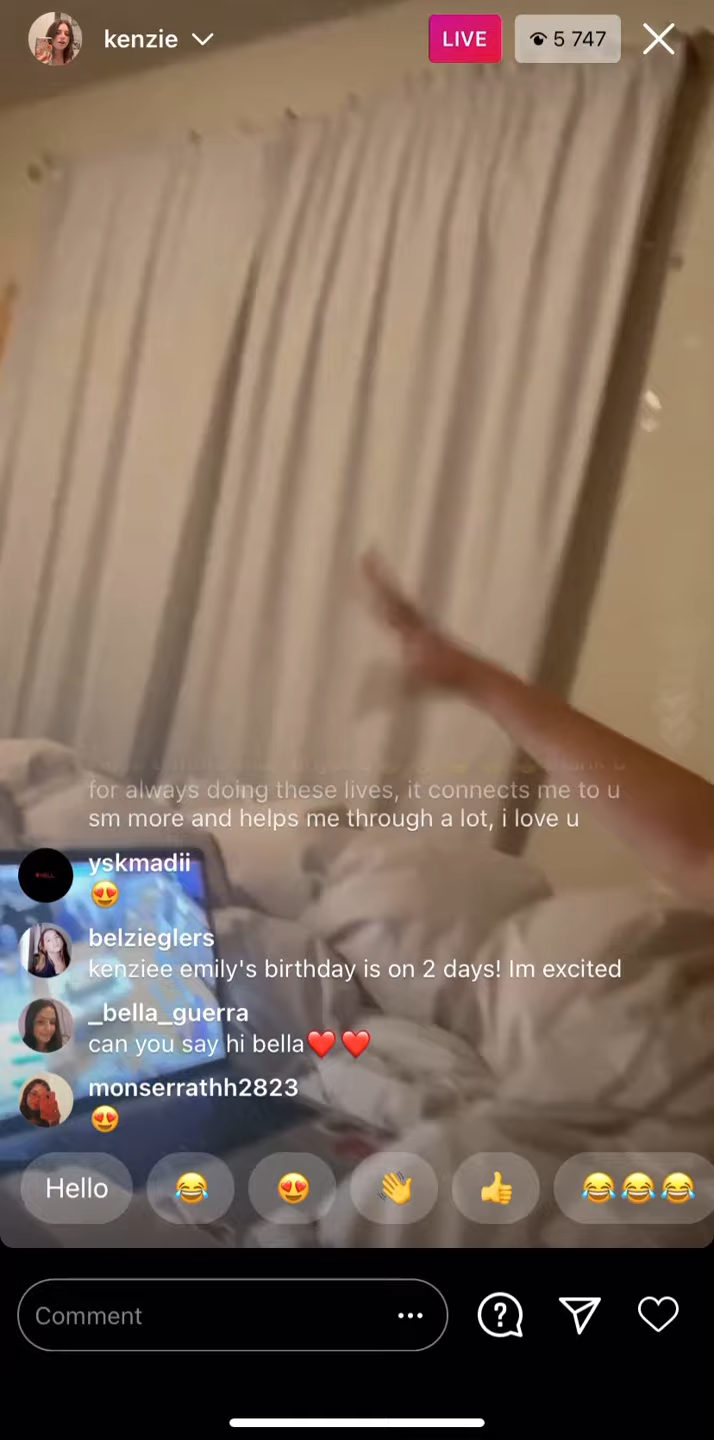 kenzie
LIVE
5 747
for always doing these lives, it connects me to u
sm more and helps me through a lot, i love u
yskmadii
😍
belzieglers
kenziee emily's birthday is on 2 days! Im excited
_bella_guerra
can you say hi bella❤️❤️
monserrathh2823
😍
Hello 😂 😍 👋 👍 😂😂😂
Comment